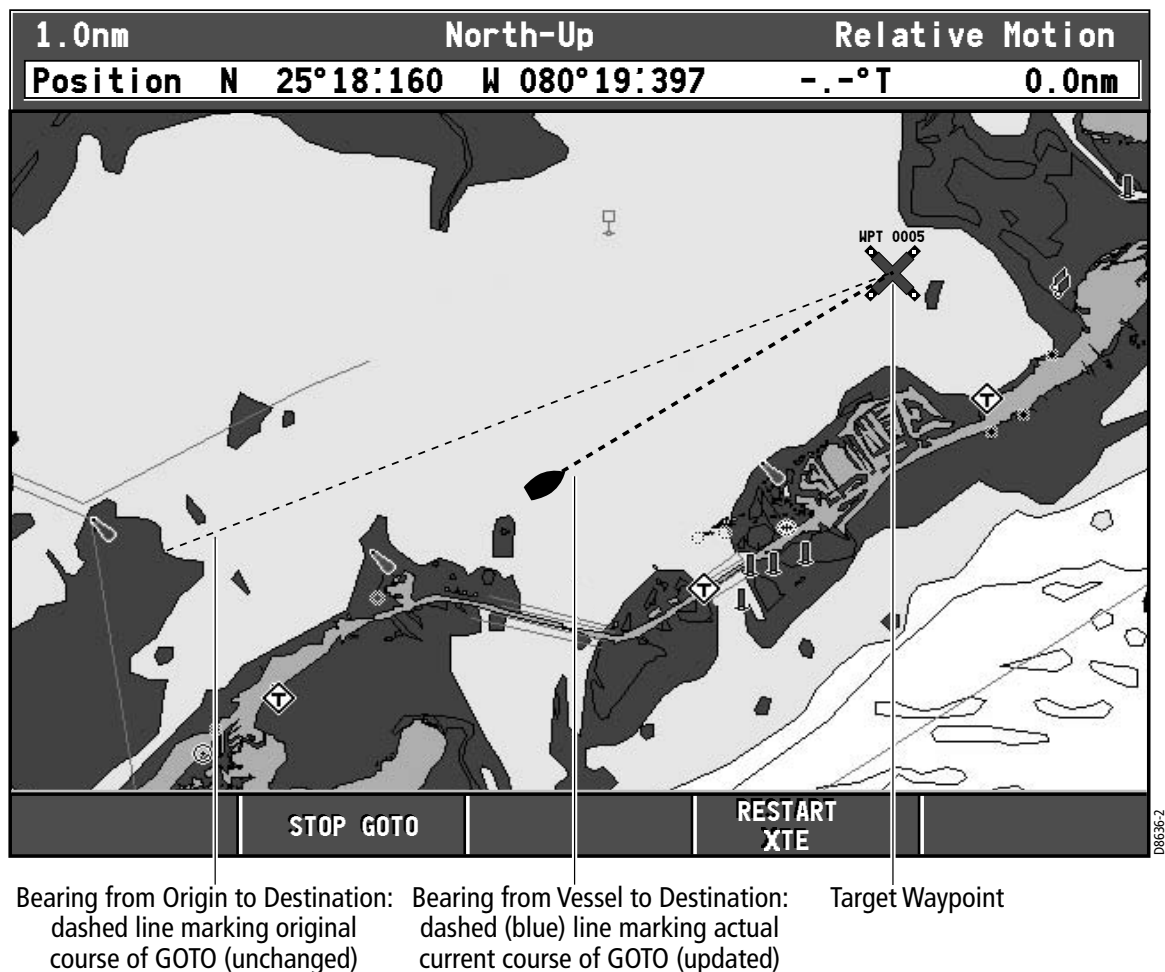 1.0nm North-Up Relative Motion
Position N 25°18.'160 W 080°19.'397 -.-°T 0.0nm
WPT 0005
T
T
T
STOP GOTO
RESTART
XTE
D8636-2
Bearing from Origin to Destination:
dashed line marking original
course of GOTO (unchanged)
Bearing from Vessel to Destination:
dashed (blue) line marking actual
current course of GOTO (updated)
Target Waypoint